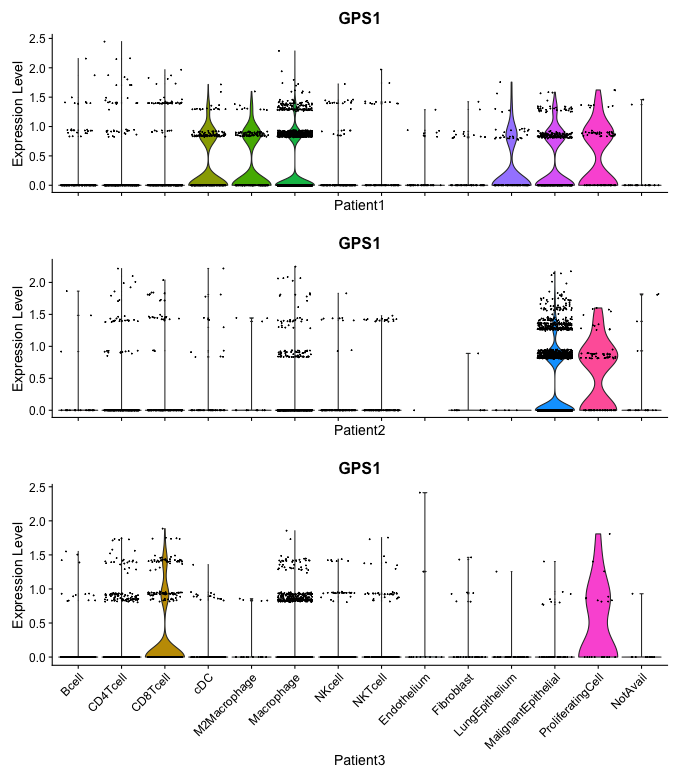 GPS1
Expression Level
2.5
2.0
1.5
1.0
0.5
0.0
Patient1
GPS1
Expression Level
2.0
1.5
1.0
0.5
0.0
Patient2
GPS1
Expression Level
2.5
2.0
1.5
1.0
0.5
0.0
Bcell
CD4Tcell
CD8Tcell
cDC
M2Macrophage
Macrophage
NKcell
NKTcell
Endothelium
Fibroblast
LungEpithelium
MalignantEpithelial
ProliferatingCell
NotAvail
Patient3